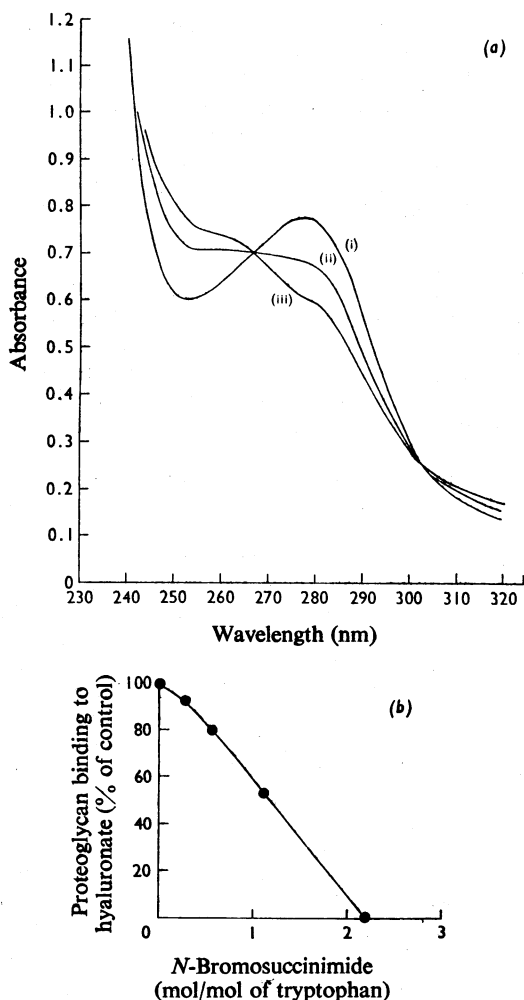 (a)
1.2
1.1
1.0
0.9
0.8
0.7
0.6
0.5
0.4
0.3
0.2
0.1
0
Absorbance
(i)
(ii)
(iii)
230 240 250 260 270 280 290 300 310 320
Wavelength (nm)
(b)
100
80
60
40
20
0 1 2 3
Proteoglycan binding to
hyaluronate (% of control)
N-Bromosuccinimide
(mol/mol of tryptophan)